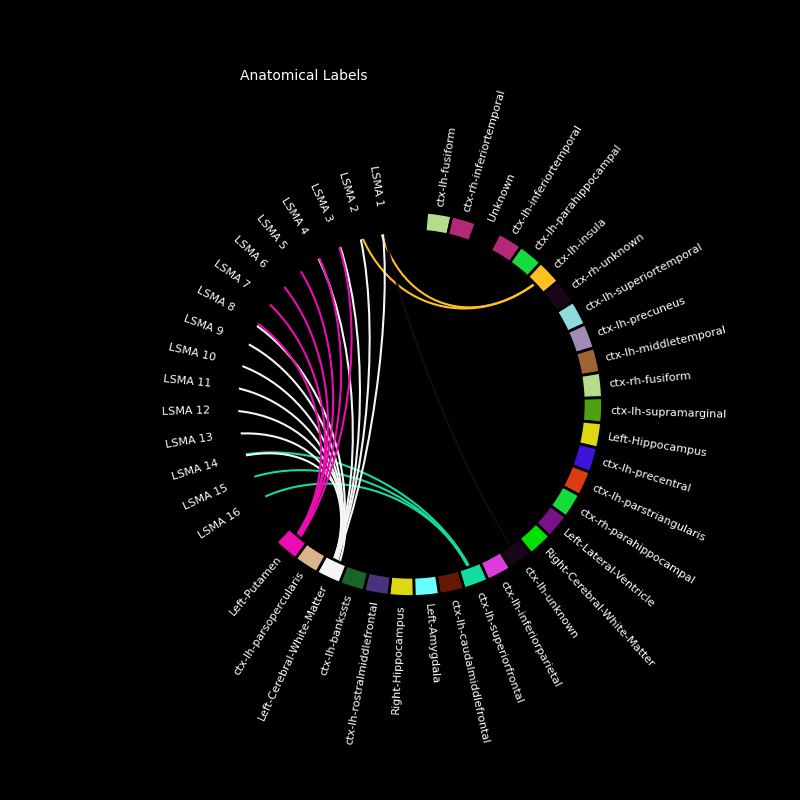 Anatomical Labels
LSMA 1
LSMA 2
LSMA 3
LSMA 4
LSMA 5
LSMA 6
LSMA 7
LSMA 8
LSMA 9
LSMA 10
LSMA 11
LSMA 12
LSMA 13
LSMA 14
LSMA 15
LSMA 16
Left-Putamen
ctx-lh-parsopercularis
Left-Cerebral-White-Matter
ctx-lh-bankssts
ctx-lh-rostralmiddlefrontal
Right-Hippocampus
Left-Amygdala
ctx-lh-caudalmiddlefrontal
ctx-lh-superiorfrontal
ctx-lh-inferiorparietal
ctx-lh-unknown
Right-Cerebral-White-Matter
Left-Lateral-Ventricle
ctx-rh-parahippocampal
ctx-lh-parstriangularis
ctx-lh-precentral
Left-Hippocampus
ctx-lh-supramarginal
ctx-rh-fusiform
ctx-lh-middletemporal
ctx-lh-precuneus
ctx-lh-superiortemporal
ctx-rh-unknown
ctx-lh-insula
ctx-lh-parahippocampal
ctx-lh-inferiortemporal
Unknown
ctx-rh-inferiortemporal
ctx-lh-fusiform